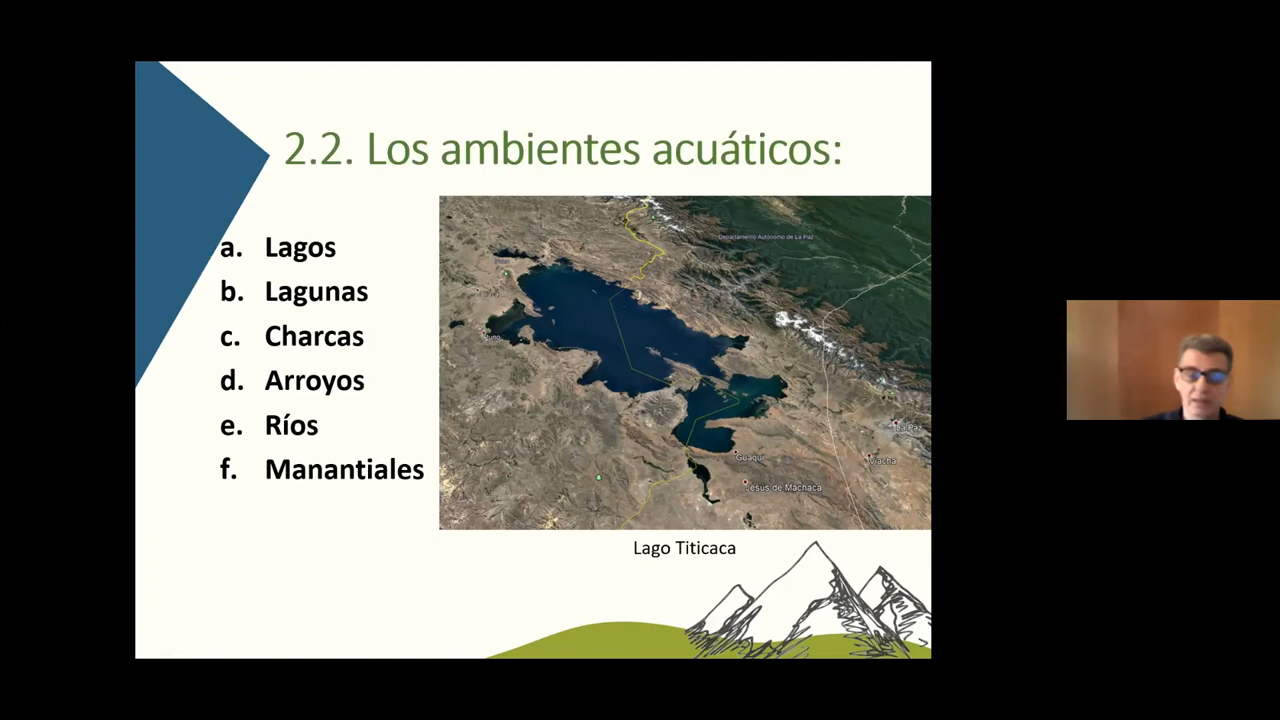 2.2. Los ambientes acuáticos:
a. Lagos
b. Lagunas
c. Charcas
d. Arroyos
e. Ríos
f. Manantiales
Departamento Autónomo de La Paz
Puno
La Paz
Guaqui
Viacha
Jesús de Machaca
Lago Titicaca